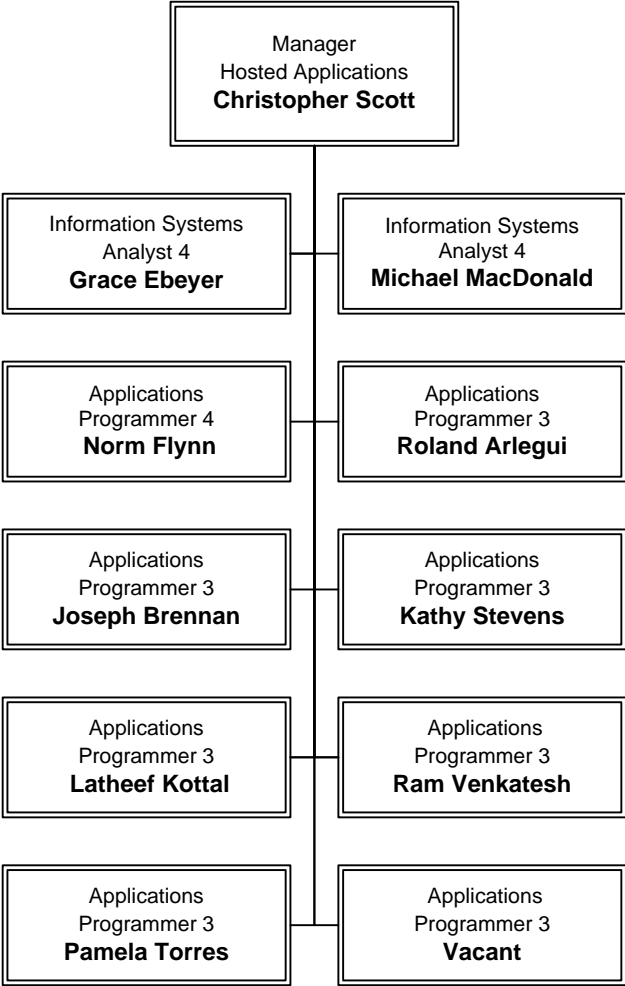 Manager
Hosted Applications
Christopher Scott
Information Systems
Analyst 4
Grace Ebeyer
Information Systems
Analyst 4
Michael MacDonald
Applications
Programmer 4
Norm Flynn
Applications
Programmer 3
Roland Arlegui
Applications
Programmer 3
Joseph Brennan
Applications
Programmer 3
Kathy Stevens
Applications
Programmer 3
Latheef Kottal
Applications
Programmer 3
Ram Venkatesh
Applications
Programmer 3
Pamela Torres
Applications
Programmer 3
Vacant